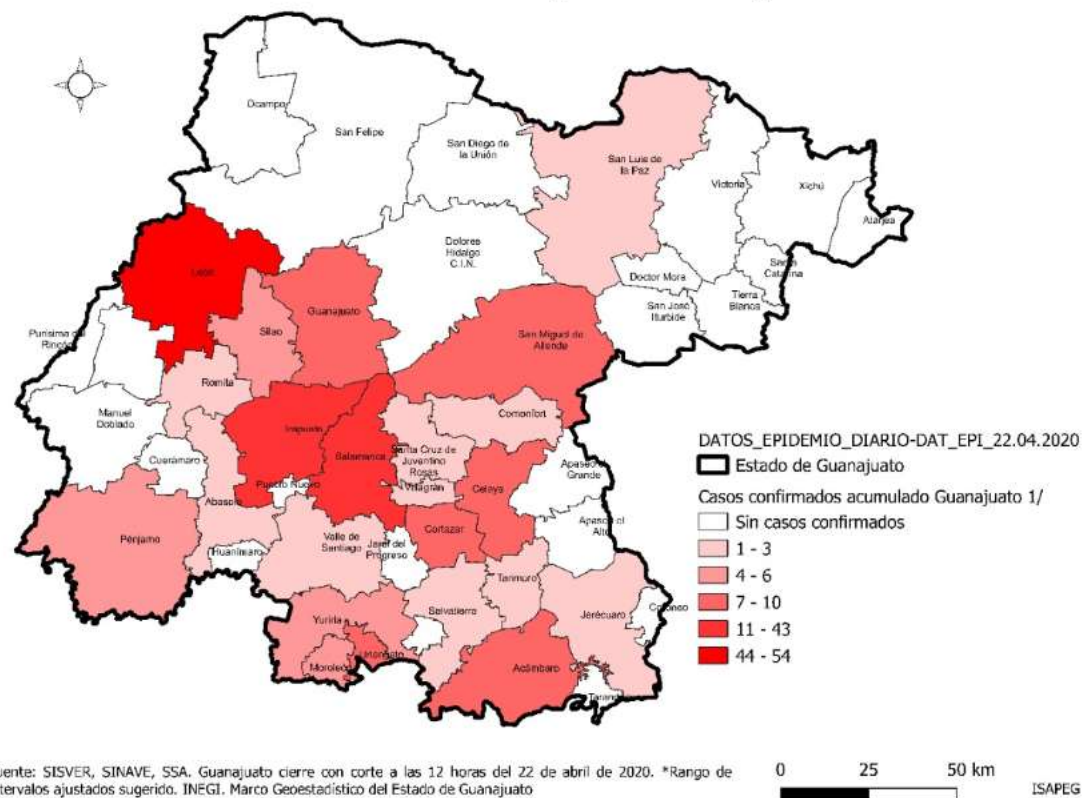 Ocampo
San Felipe
San Diego de
la Unión
San Luis de
la Paz
Victoria
Xichú
Atarjea
Dolores
Hidalgo
C.I.N.
León
Doctor Mora
Santa
Catarina
Tierra
Blanca
San José
Iturbide
Guanajuato
Silao
San Miguel de
Allende
Purísima del
Rincón
Romita
Manuel
Doblado
Comonfort
Irapuato
Salamanca
Santa Cruz de
Juventino
Rosas
Cuerámaro
Apaseo el
Grande
Pueblo Nuevo
Villagrán
Celaya
Abasolo
Apaseo el
Alto
Pénjamo
Cortazar
Valle de
Santiago
Jaral del
Progreso
Huanímaro
Tarimoro
Salvatierra
Jerécuaro
Coroneo
Yuriria
Uriangato
Moroleón
Acámbaro
Tarand
DATOS_EPIDEMIO_DIARIO-DAT_EPI_22.04.2020
Estado de Guanajuato
Casos confirmados acumulado Guanajuato 1/
Sin casos confirmados
1 - 3
4 - 6
7 - 10
11 - 43
44 - 54
uente: SISVER, SINAVE, SSA. Guanajuato cierre con corte a las 12 horas del 22 de abril de 2020. *Rango de
tervalos ajustados sugerido. INEGI. Marco Geoestadístico del Estado de Guanajuato
0 25 50 km
ISAPEG